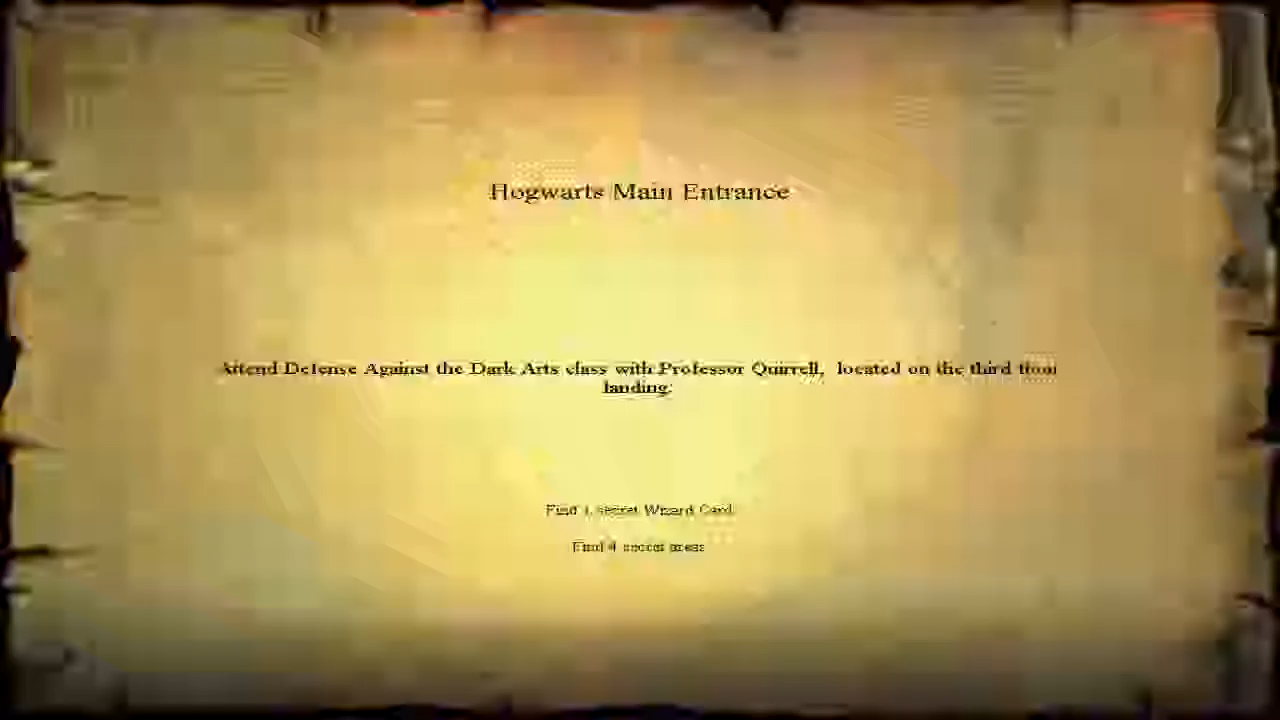 Hogwarts Main Entrance
Attend Defense Against the Dark Arts class with Professor Quirrell, located on the third floor
landing.
Find 1 secret Wizard Card
Find 4 secret areas